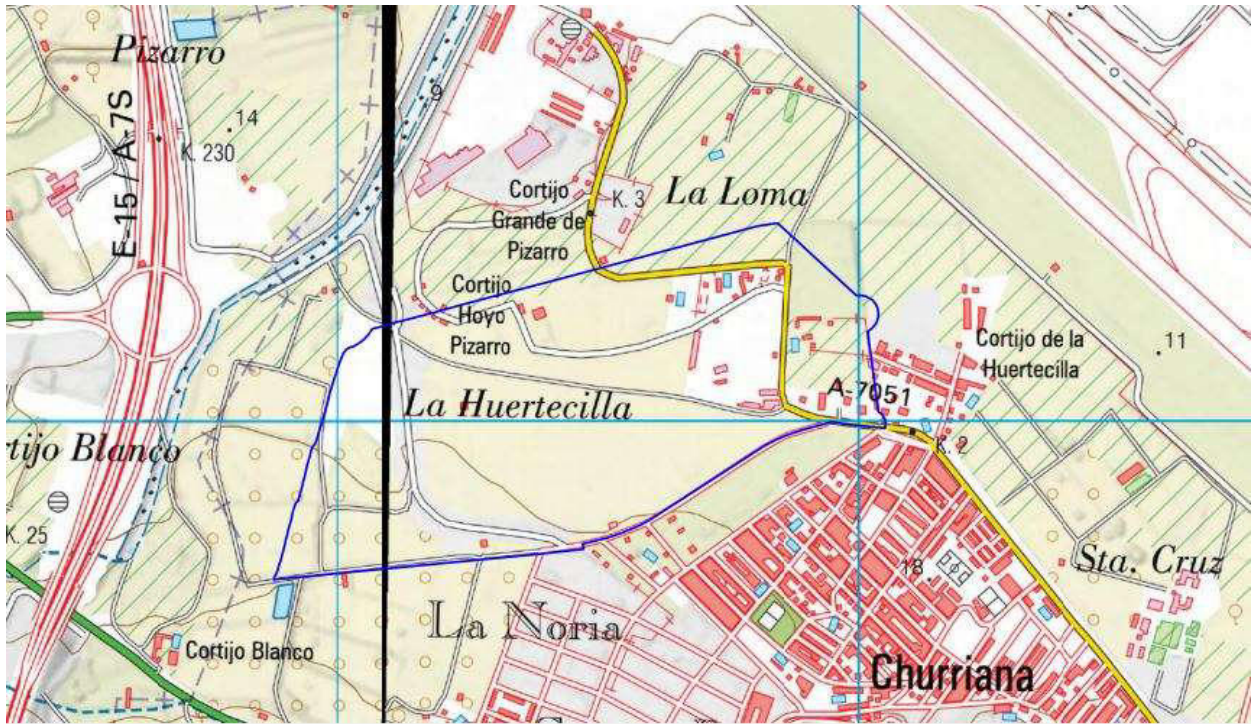 Pizarro
E-15 / A-7S
14
K. 230
9
Cortijo
Grande de
Pizarro
K. 3
La Loma
Cortijo
Hoyo
Pizarro
Cortijo de la
Huertecilla
11
A-7051
La Huertecilla
K. 2
rtijo Blanco
K. 25
18
Sta. Cruz
La Noria
Cortijo Blanco
Churriana